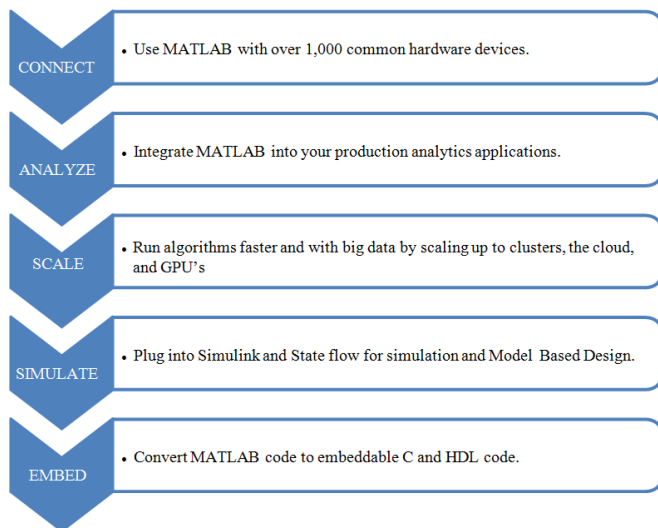 CONNECT
• Use MATLAB with over 1,000 common hardware devices.
ANALYZE
• Integrate MATLAB into your production analytics applications.
SCALE
• Run algorithms faster and with big data by scaling up to clusters, the cloud,
and GPU’s
SIMULATE
• Plug into Simulink and State flow for simulation and Model Based Design.
EMBED
• Convert MATLAB code to embeddable C and HDL code.